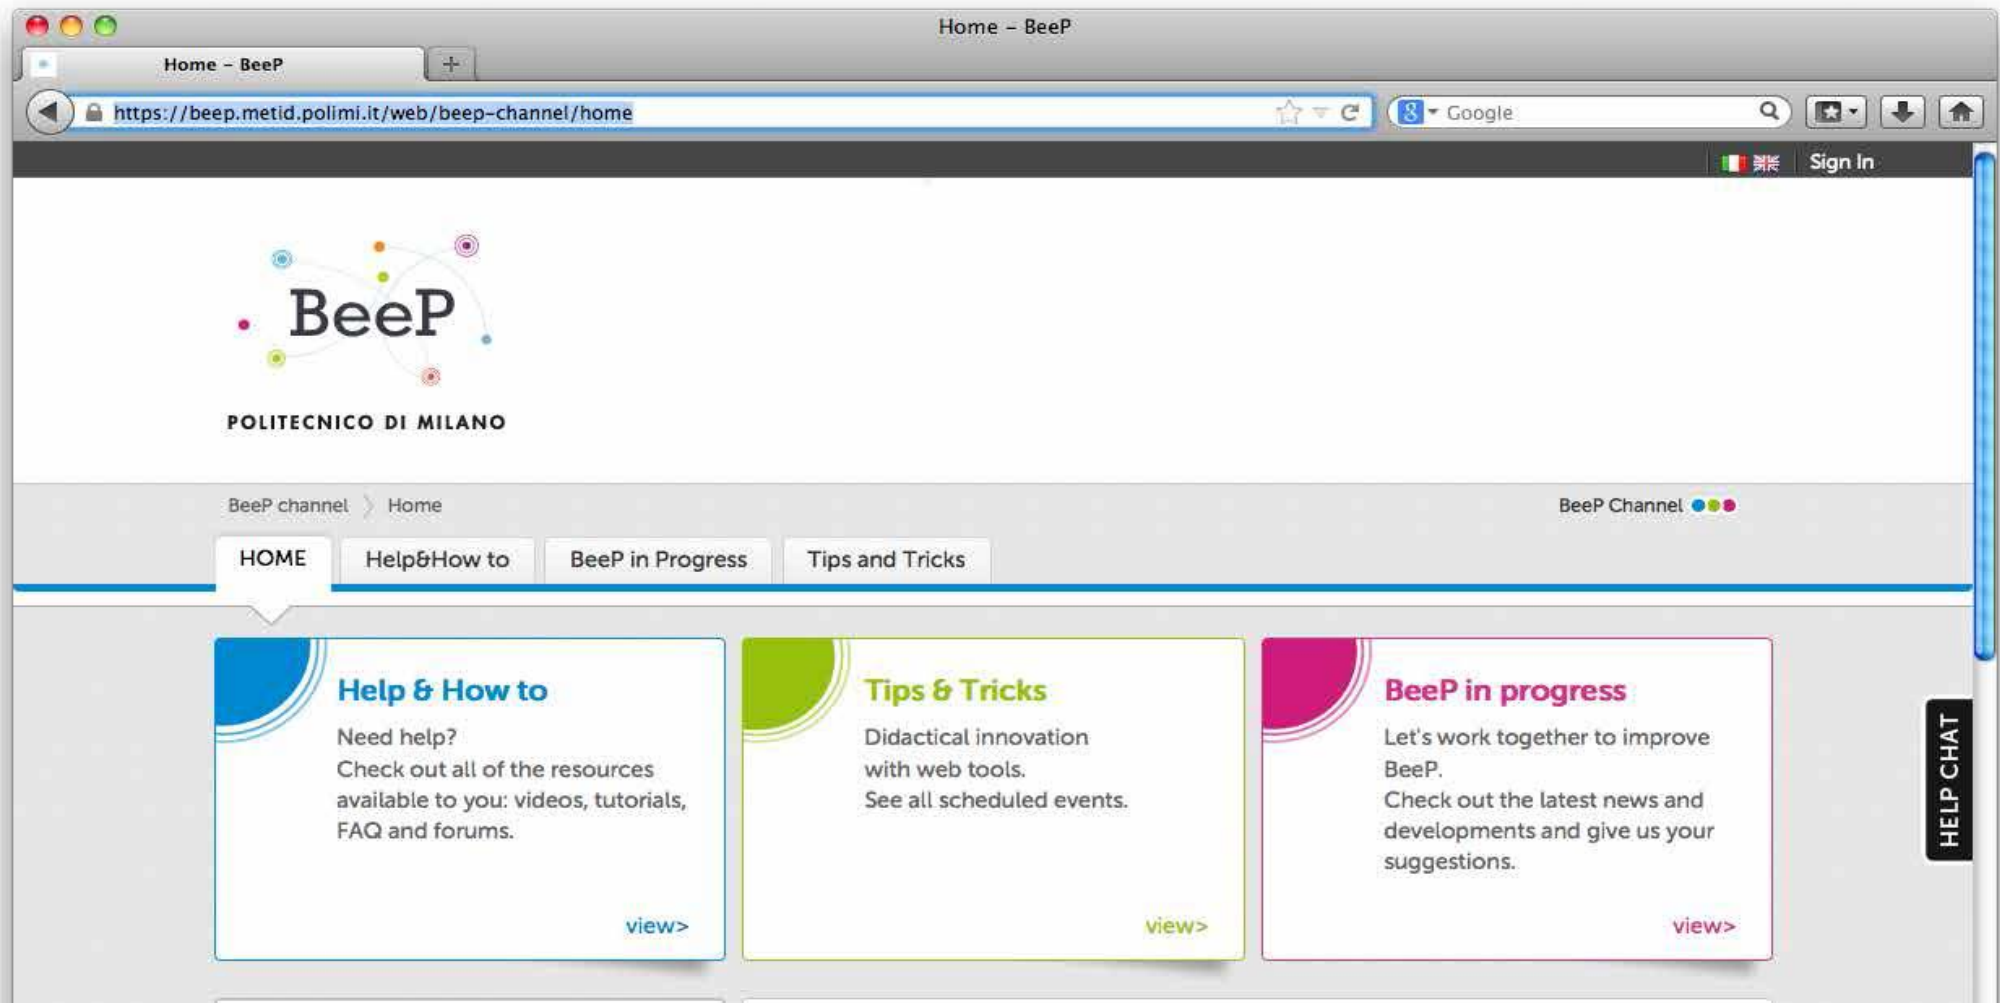 Home – BeeP
Home – BeeP
https://beep.metid.polimi.it/web/beep-channel/home
Google
Sign In
BeeP
POLITECNICO DI MILANO
BeeP channel Home
BeeP Channel
HOME Help&How to BeeP in Progress Tips and Tricks
Help & How to
Need help?
Check out all of the resources
available to you: videos, tutorials,
FAQ and forums.
view>
Tips & Tricks
Didactical innovation
with web tools.
See all scheduled events.
view>
BeeP in progress
Let's work together to improve
BeeP.
Check out the latest news and
developments and give us your
suggestions.
view>
HELP CHAT